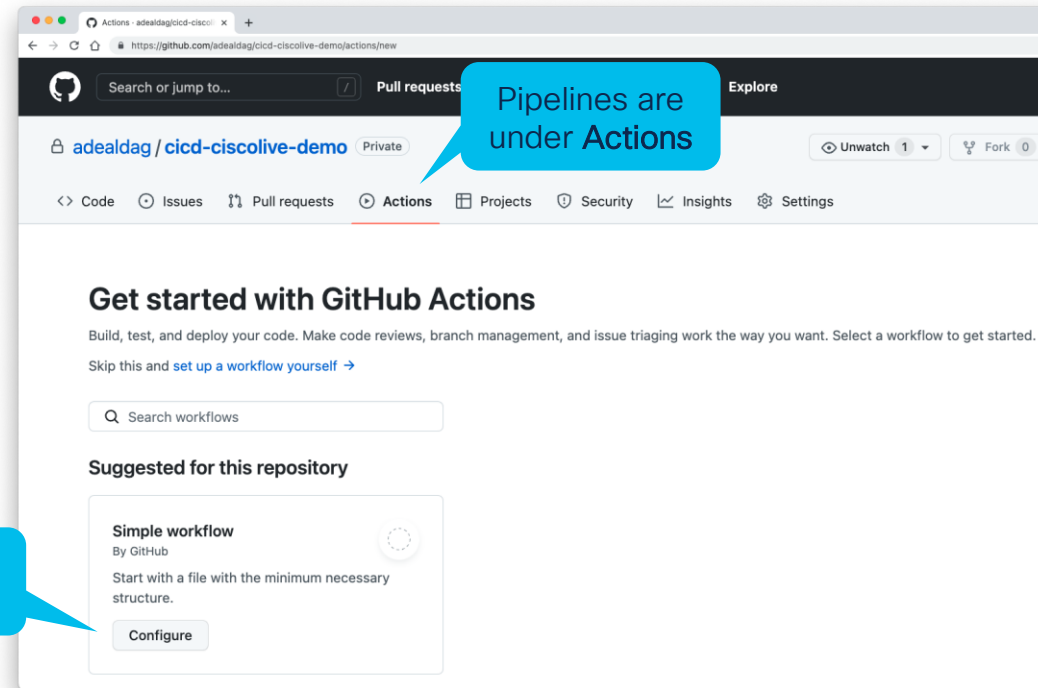 Actions · adealdag/cicd-ciscoli
https://github.com/adealdag/cicd-ciscolive-demo/actions/new
Search or jump to... /
Pull requests
Explore
Pipelines are
under Actions
adealdag / cicd-ciscolive-demo Private
Unwatch 1
Fork 0
<> Code Issues Pull requests Actions Projects Security Insights Settings
Get started with GitHub Actions
Build, test, and deploy your code. Make code reviews, branch management, and issue triaging work the way you want. Select a workflow to get started.
Skip this and set up a workflow yourself →
Search workflows
Suggested for this repository
Simple workflow
By GitHub
Start with a file with the minimum necessary
structure.
Configure